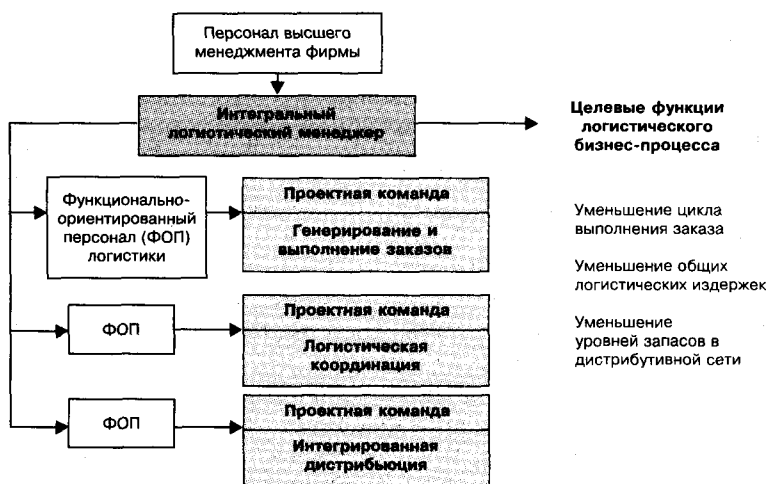 Персонал высшего
менеджмента фирмы
Интегральный
логистический менеджер
Целевые функции
логистического
бизнес-процесса
Функционально-
ориентированный
персонал (ФОП)
логистики
Проектная команда
Генерирование и
выполнение заказов
Уменьшение цикла
выполнения заказа
Уменьшение общих
логистических издержек
ФОП
Проектная команда
Логистическая
координация
Уменьшение
уровней запасов в
дистрибутивной сети
ФОП
Проектная команда
Интегрированная
дистрибьюция